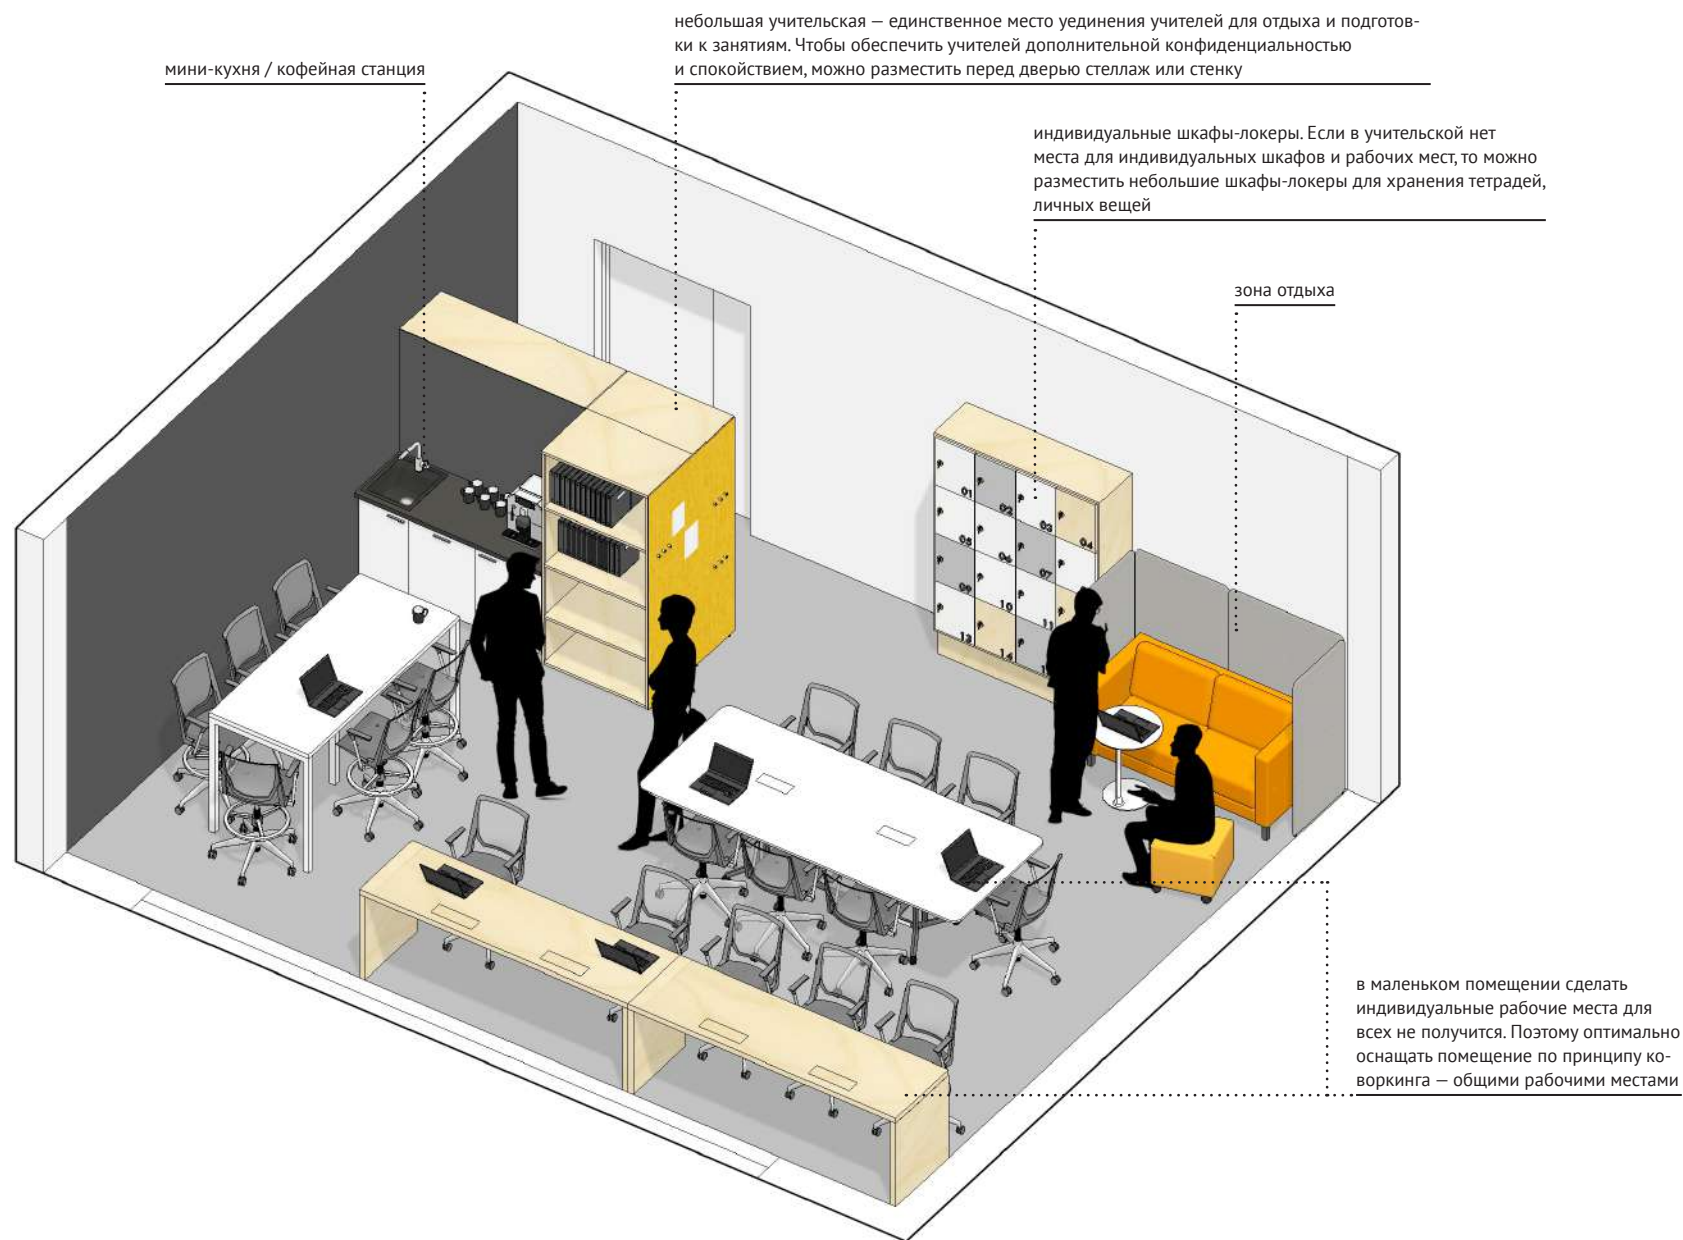 небольшая учительская — единственное место уединения учителей для отдыха и подготов-
ки к занятиям. Чтобы обеспечить учителей дополнительной конфиденциальностью
и спокойствием, можно разместить перед дверью стеллаж или стенку
мини-кухня / кофейная станция
индивидуальные шкафы-локеры. Если в учительской нет
места для индивидуальных шкафов и рабочих мест, то можно
разместить небольшие шкафы-локеры для хранения тетрадей,
личных вещей
зона отдыха
01
02
03
04
05
06
07
09
10
11
13
14
в маленьком помещении сделать
индивидуальные рабочие места для
всех не получится. Поэтому оптимально
оснащать помещение по принципу ко-
воркинга — общими рабочими местами